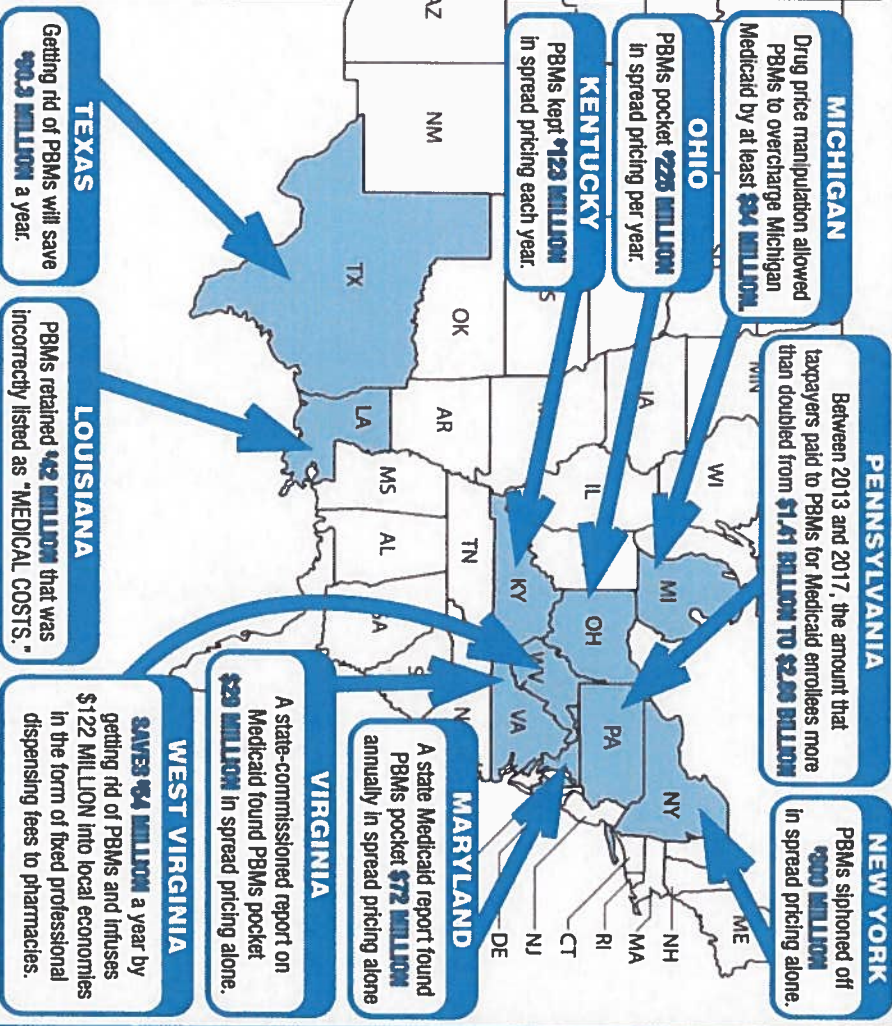 MICHIGAN
Drug price manipulation allowed
PBMs to overcharge Michigan
Medicaid by at least MILLION.
OHIO
PBMs pocket $225 MILLION
in spread pricing per year.
KENTUCKY
PBMs kept $123 MILLION
in spread pricing each year.
TEXAS
Getting rid of PBMs will save
$90.3 MILLION a year.
PENNSYLVANIA
Between 2013 and 2017, the amount that
taxpayers paid to PBMs for Medicaid enrollees more
than doubled from $1.41 BILLION TO BILLION
LOUISIANA
PBMs retained $42 MILLION that was
incorrectly listed as "MEDICAL COSTS."
NEW YORK
PBMs siphoned off
MILLION
in spread pricing alone.
MARYLAND
A state Medicaid report found
PBMs pocket $72 MILLION
annually in spread pricing alone
VIRGINIA
A state-commissioned report on
Medicaid found PBMs pocket
$29 MILLION in spread pricing alone.
WEST VIRGINIA
SAVES $54 MILLION a year by
getting rid of PBMs and infuses
$122 MILLION into local economies
in the form of fixed professional
dispensing fees to pharmacies.
AZ
NM
TX
OK
AR
LA
MS
AL
TN
IA
IL
WI
MI
OH
KY
WV
VA
PA
NY
ME
NH
MA
RI
CT
NJ
DE